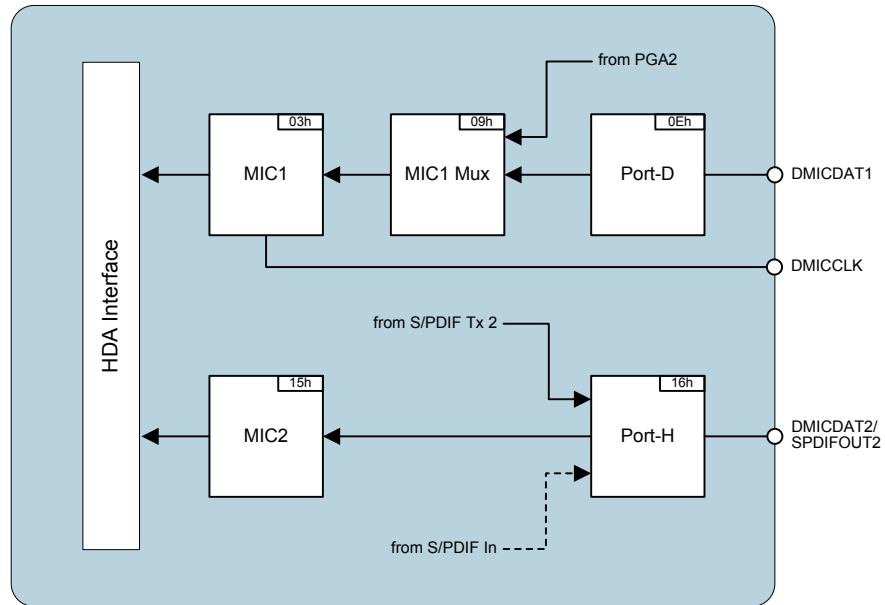 from PGA2
03h
09h
0Eh
MIC1
MIC1 Mux
Port-D
DMICDAT1
DMICCLK
HDA Interface
from S/PDIF Tx 2
15h
16h
MIC2
Port-H
DMICDAT2/
SPDIFOUT2
from S/PDIF In